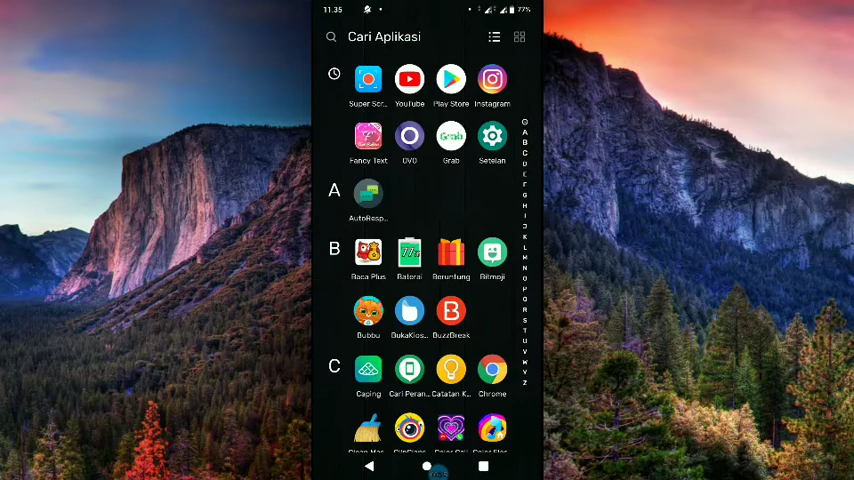 11.35 77%
Cari Aplikasi
Super Scr... YouTube Play Store Instagram
Fancy Text OVO Grab Setelan
A
AutoResp...
B
Baca Plus Baterai Beruntung Bitmoji
Bubbu BukaKios... BuzzBreak
C
Caping Cari Peran... Catatan K... Chrome
A
B
C
D
E
F
G
H
I
J
K
L
M
N
O
P
Q
R
S
T
U
V
W
Y
Z